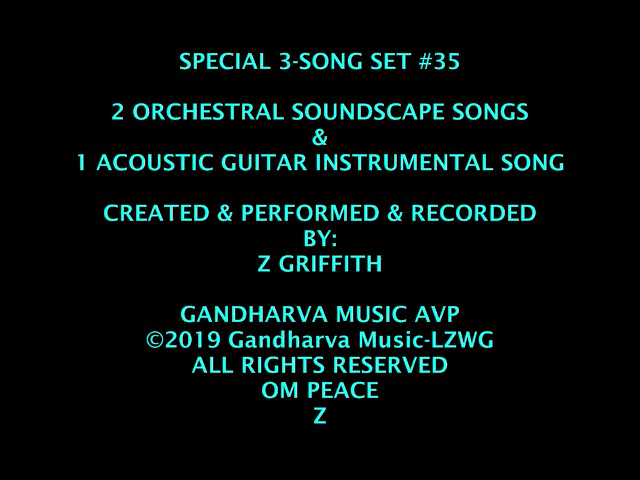 SPECIAL 3-SONG SET #35
2 ORCHESTRAL SOUNDSCAPE SONGS
&
1 ACOUSTIC GUITAR INSTRUMENTAL SONG
CREATED & PERFORMED & RECORDED
BY:
Z GRIFFITH
GANDHARVA MUSIC AVP
©2019 Gandharva Music-LZWG
ALL RIGHTS RESERVED
OM PEACE
Z